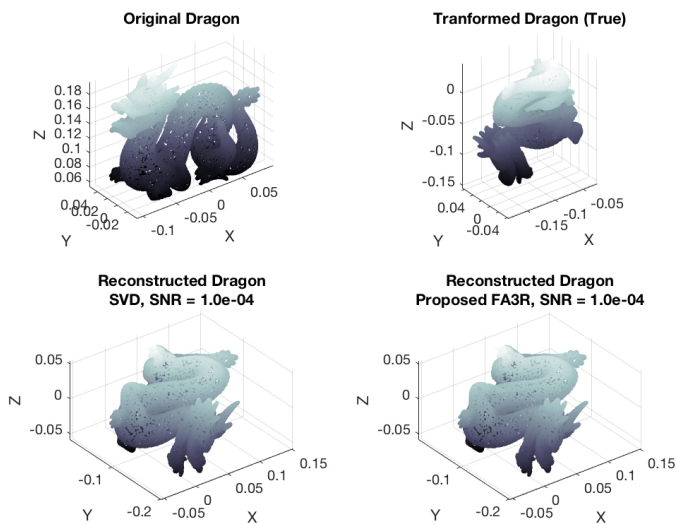 Original Dragon
Tranformed Dragon (True)
0.18
0.16
0.14
0.12
0.1
0.08
0.06
Z
0.04
0.02
0
-0.02
Y
-0.1
-0.05
0
0.05
X
0
-0.05
-0.1
-0.15
Z
0.04
0
-0.04
Y
-0.15
-0.1
-0.05
X
Reconstructed Dragon
SVD, SNR = 1.0e-04
Reconstructed Dragon
Proposed FA3R, SNR = 1.0e-04
0.05
0
-0.05
Z
-0.1
-0.2
Y
-0.05
0
0.05
0.1
0.15
X
0.05
0
-0.05
Z
-0.1
-0.2
Y
-0.05
0
0.05
0.1
0.15
X